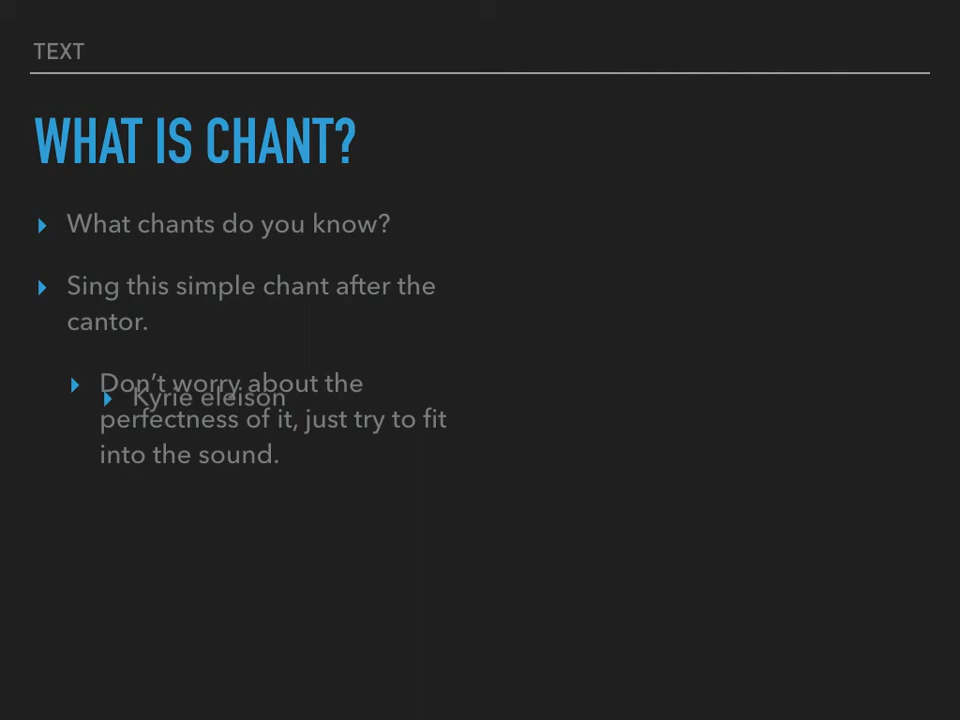 TEXT
WHAT IS CHANT?
What chants do you know?
Sing this simple chant after the
cantor.
Don’t worry about the
Kyrie eleison
perfectness of it, just try to fit
into the sound.